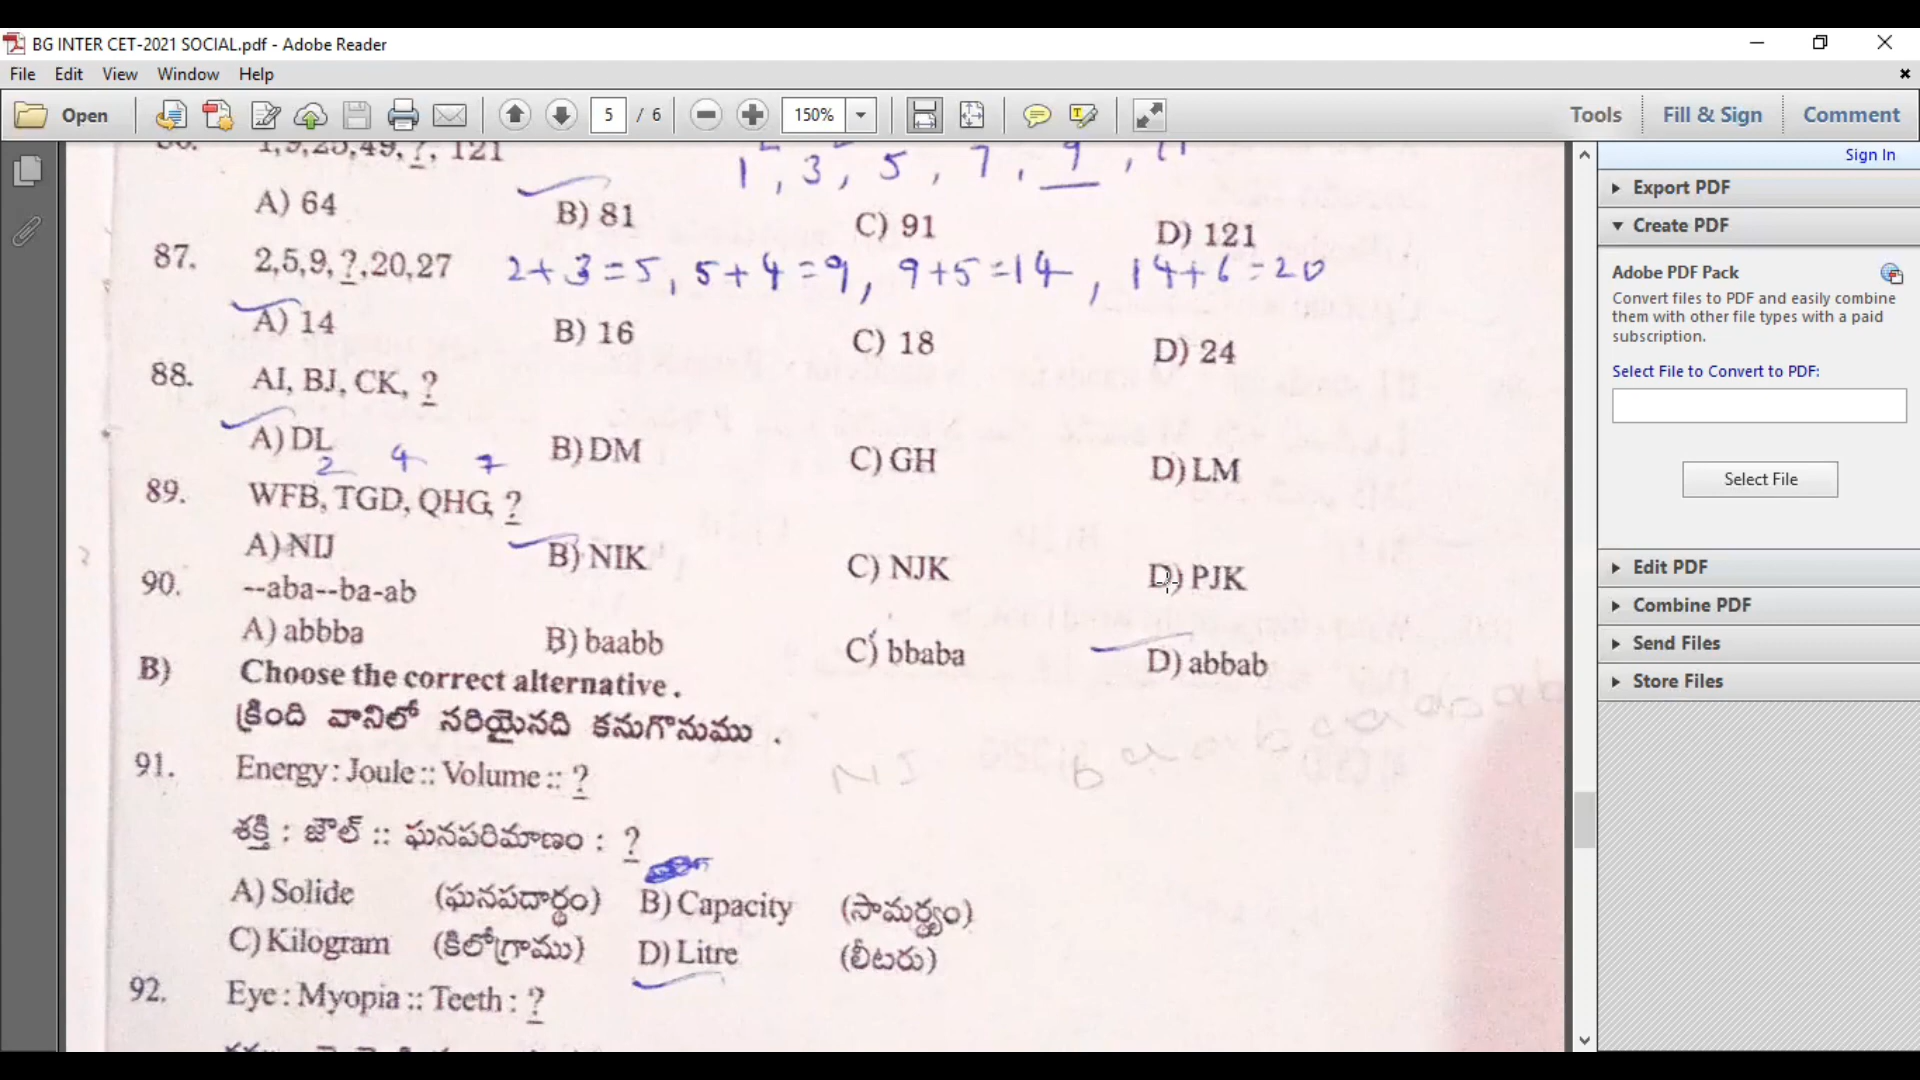 BG INTER CET-2021 SOCIAL.pdf - Adobe Reader
File Edit View Window Help
Open 5 / 6 150% Tools Fill & Sign Comment
Sign In
1,9,25,49,?, 121 1, 3, 5, 7, 9, 11
A) 64 B) 81 C) 91 D) 121
87. 2,5,9,?,20,27 2+3=5, 5+4=9, 9+5=14, 14+6=20
A) 14 B) 16 C) 18 D) 24
88. AI, BJ, CK, ?
A) DL B) DM C) GH D) LM
2 4 7
89. WFB, TGD, QHG, ?
A) NIJ B) NIK C) NJK D) PJK
90. --aba--ba-ab
A) abbba B) baabb C) bbaba D) abbab
B) Choose the correct alternative .
క్రింది వానిలో సరియైనది కనుగొనుము .
91. Energy : Joule :: Volume :: ?
శక్తి : జౌల్ :: ఘనపరిమాణం : ?
A) Solide (ఘనపదార్థం) B) Capacity (సామర్థ్యం)
C) Kilogram (కిలోగ్రాము) D) Litre (లీటరు)
92. Eye : Myopia :: Teeth : ?
Export PDF
Create PDF
Adobe PDF Pack
Convert files to PDF and easily combine
them with other file types with a paid
subscription.
Select File to Convert to PDF:
Select File
Edit PDF
Combine PDF
Send Files
Store Files